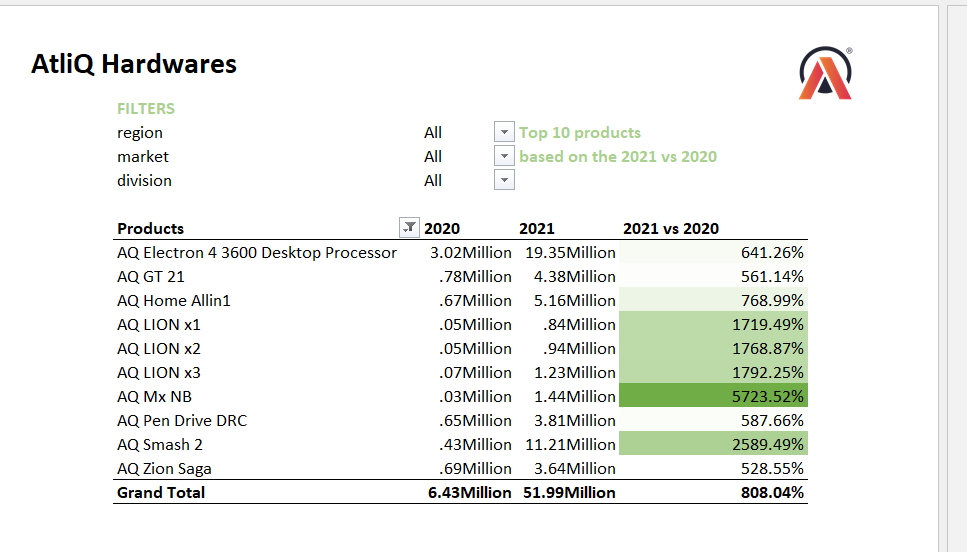 AtliQ Hardwares
®
FILTERS
region All Top 10 products
market All based on the 2021 vs 2020
division All
Products 2020 2021 2021 vs 2020
AQ Electron 4 3600 Desktop Processor 3.02Million 19.35Million 641.26%
AQ GT 21 .78Million 4.38Million 561.14%
AQ Home Allin1 .67Million 5.16Million 768.99%
AQ LION x1 .05Million .84Million 1719.49%
AQ LION x2 .05Million .94Million 1768.87%
AQ LION x3 .07Million 1.23Million 1792.25%
AQ Mx NB .03Million 1.44Million 5723.52%
AQ Pen Drive DRC .65Million 3.81Million 587.66%
AQ Smash 2 .43Million 11.21Million 2589.49%
AQ Zion Saga .69Million 3.64Million 528.55%
Grand Total 6.43Million 51.99Million 808.04%